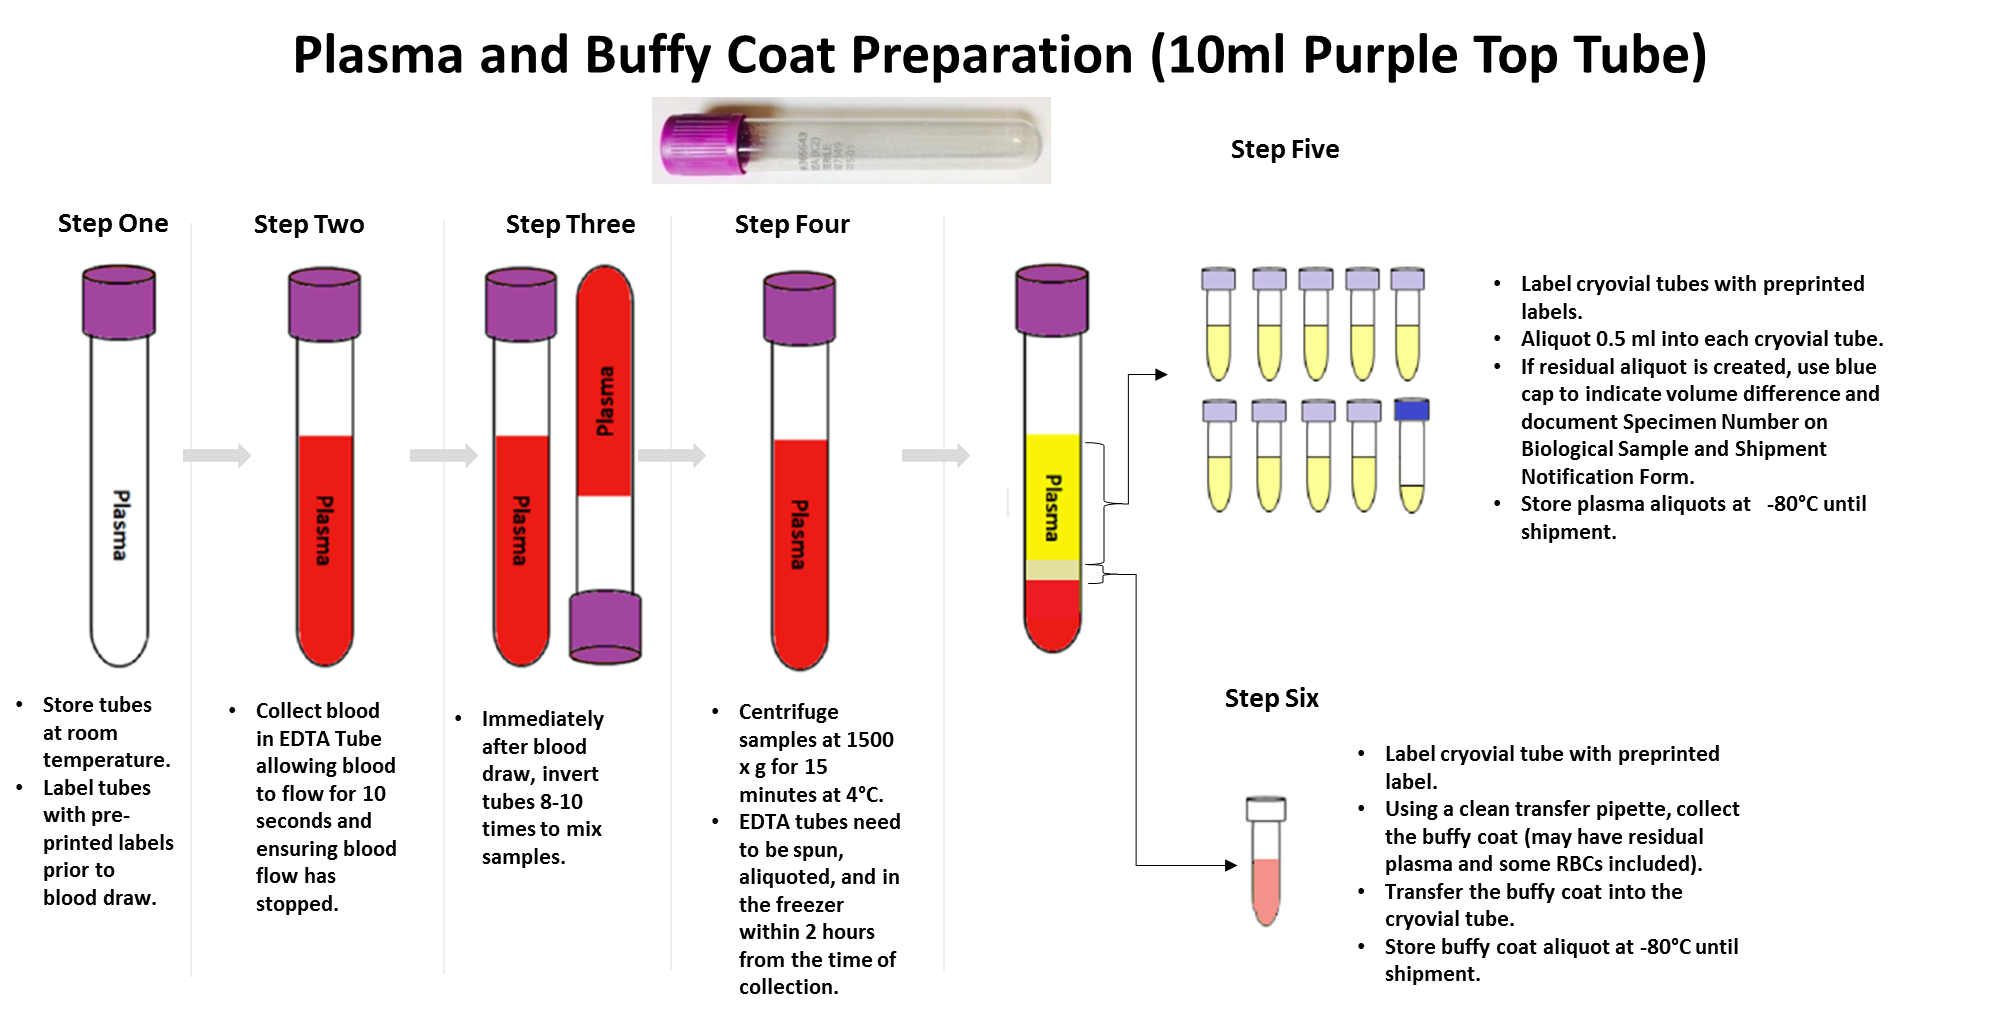 Plasma and Buffy Coat Preparation (10ml Purple Top Tube)
Step One
Plasma
• Store tubes
at room
temperature.
• Label tubes
with pre-
printed labels
prior to
blood draw.
Step Two
Plasma
• Collect blood
in EDTA Tube
allowing blood
to flow for 10
seconds and
ensuring blood
flow has
stopped.
Step Three
Plasma
Plasma
• Immediately
after blood
draw, invert
tubes 8-10
times to mix
samples.
Step Four
Plasma
• Centrifuge
samples at 1500
x g for 15
minutes at 4°C.
• EDTA tubes need
to be spun,
aliquoted, and in
the freezer
within 2 hours
from the time of
collection.
Plasma
Step Five
• Label cryovial tubes with preprinted
labels.
• Aliquot 0.5 ml into each cryovial tube.
• If residual aliquot is created, use blue
cap to indicate volume difference and
document Specimen Number on
Biological Sample and Shipment
Notification Form.
• Store plasma aliquots at -80°C until
shipment.
Step Six
• Label cryovial tube with preprinted
label.
• Using a clean transfer pipette, collect
the buffy coat (may have residual
plasma and some RBCs included).
• Transfer the buffy coat into the
cryovial tube.
• Store buffy coat aliquot at -80°C until
shipment.